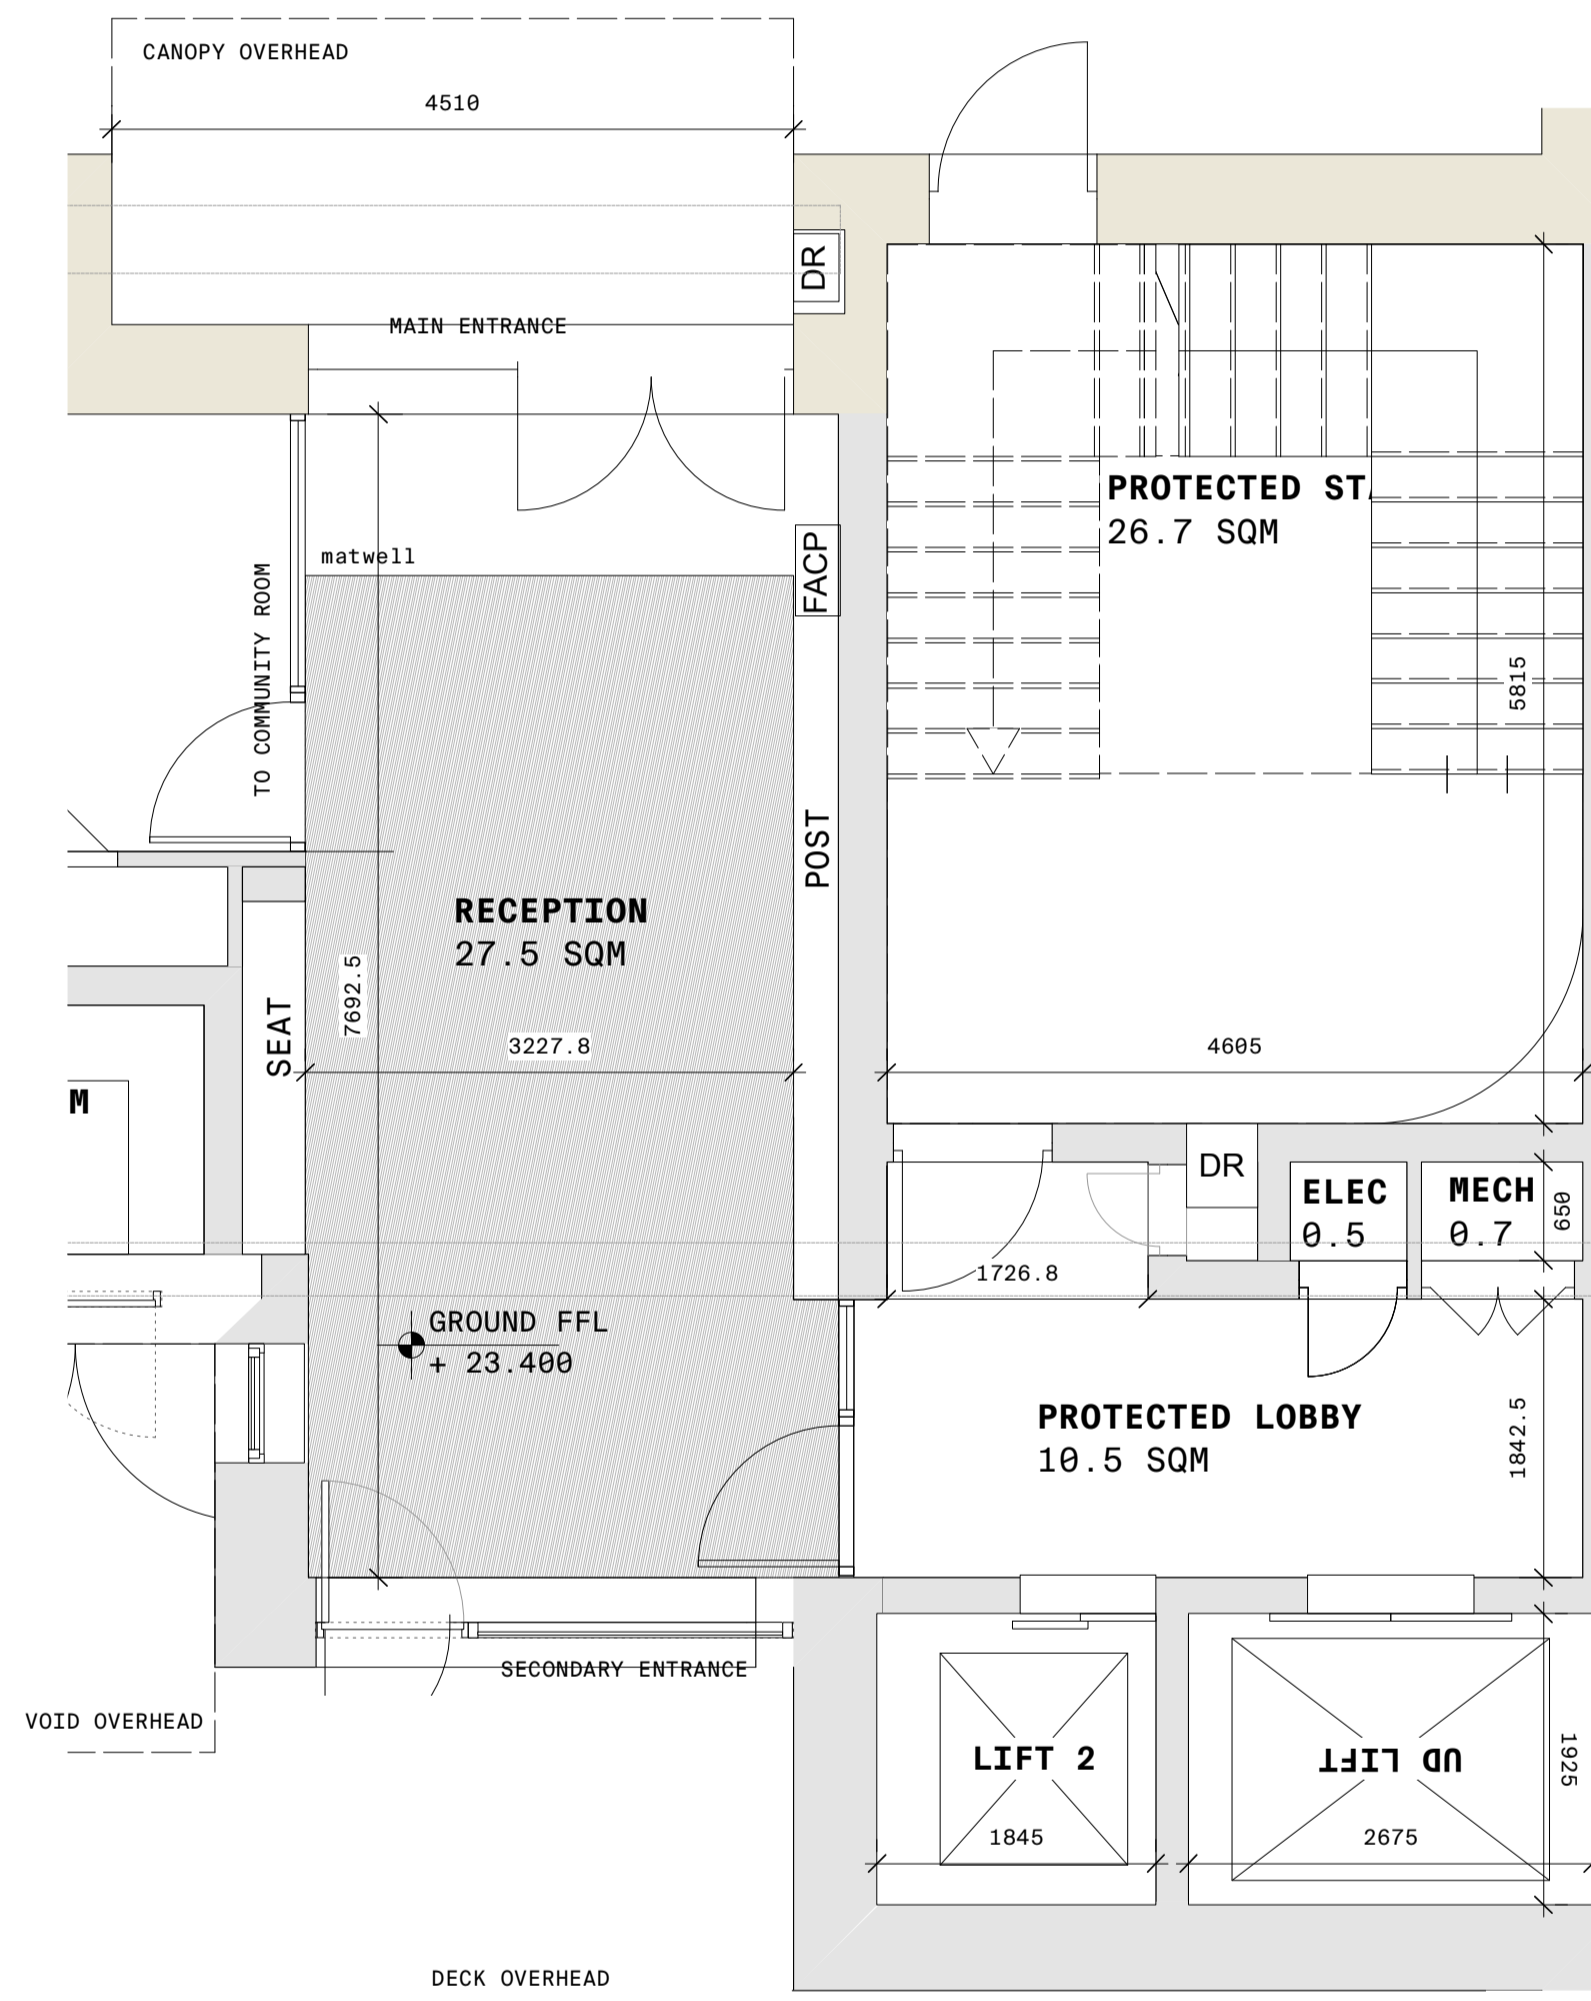 CANOPY OVERHEAD
4510
DR
MAIN ENTRANCE
PROTECTED
26.7 SQM
matwell
FACP
TO COMMUNITY ROOM
5815
POST
RECEPTION
27.5 SQM
7692.5
SEAT
3227.8
4605
M
DR
ELEC
0.5
MECH
0.7
650
1726.8
GROUND FFL
+ 23.400
PROTECTED LOBBY
10.5 SQM
1842.5
SECONDARY ENTRANCE
VOID OVERHEAD
LIFT 2
UD LIFT
1925
1845
2675
DECK OVERHEAD